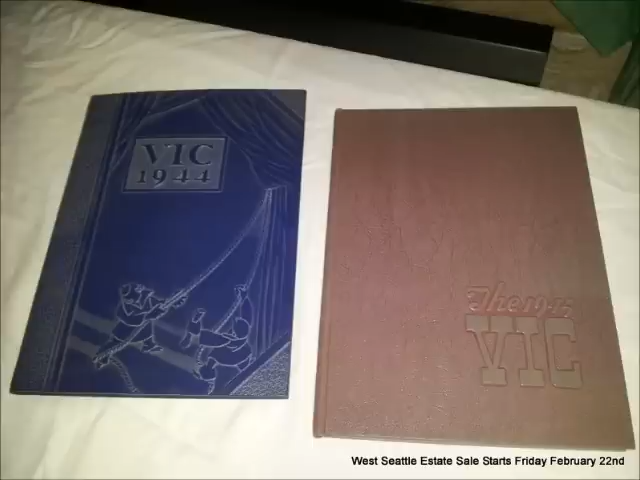 VIC
1944
The 1945
VIC
West Seattle Estate Sale Starts Friday February 22nd